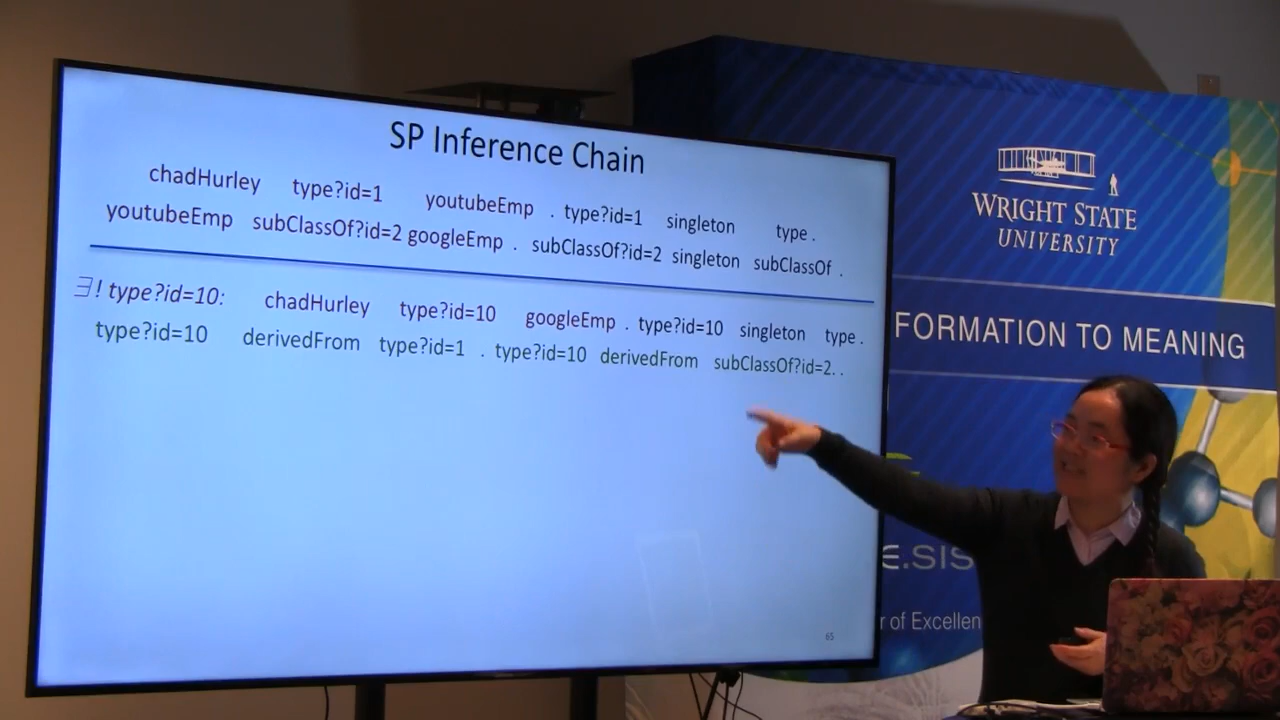 SP Inference Chain
chadHurley type?id=1 youtubeEmp . type?id=1 singleton type .
youtubeEmp subClassOf?id=2 googleEmp . subClassOf?id=2 singleton subClassOf .
∃! type?id=10: chadHurley type?id=10 googleEmp . type?id=10 singleton type .
type?id=10 derivedFrom type?id=1 . type?id=10 derivedFrom subClassOf?id=2. .
65
WRIGHT STATE
UNIVERSITY
FORMATION TO MEANING
E.SIS
r of Excellen